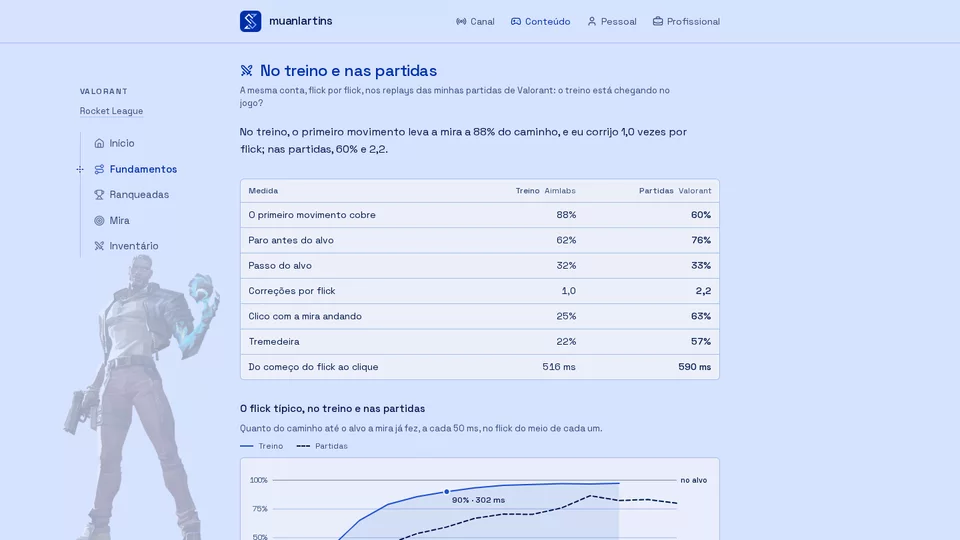 muanlartins
Canal
Conteúdo
Pessoal
Profissional
VALORANT
Rocket League
Início
Fundamentos
Ranqueadas
Mira
Inventário
No treino e nas partidas
A mesma conta, flick por flick, nos replays das minhas partidas de Valorant: o treino está chegando no
jogo?
No treino, o primeiro movimento leva a mira a 88% do caminho, e eu corrijo 1,0 vezes por
flick; nas partidas, 60% e 2,2.
Medida Treino Aimlabs Partidas Valorant
O primeiro movimento cobre 88% 60%
Paro antes do alvo 62% 76%
Passo do alvo 32% 33%
Correções por flick 1,0 2,2
Clico com a mira andando 25% 63%
Tremedeira 22% 57%
Do começo do flick ao clique 516 ms 590 ms
O flick típico, no treino e nas partidas
Quanto do caminho até o alvo a mira já fez, a cada 50 ms, no flick do meio de cada um.
Treino Partidas
100% no alvo
90% · 302 ms
75%
50%